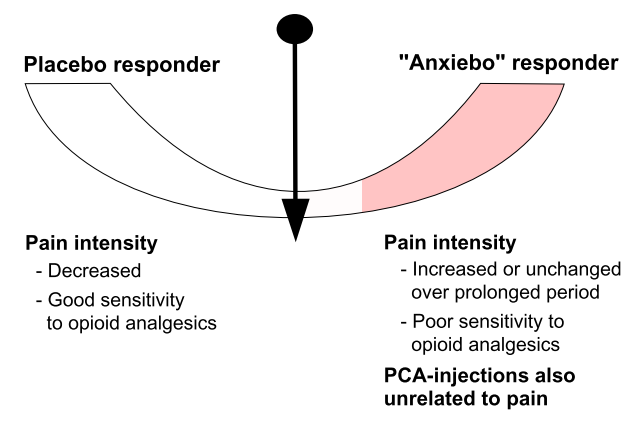 Placebo responder
"Anxiebo" responder
Pain intensity
- Decreased
- Good sensitivity
to opioid analgesics
Pain intensity
- Increased or unchanged
over prolonged period
- Poor sensitivity to
opioid analgesics
PCA-injections also
unrelated to pain